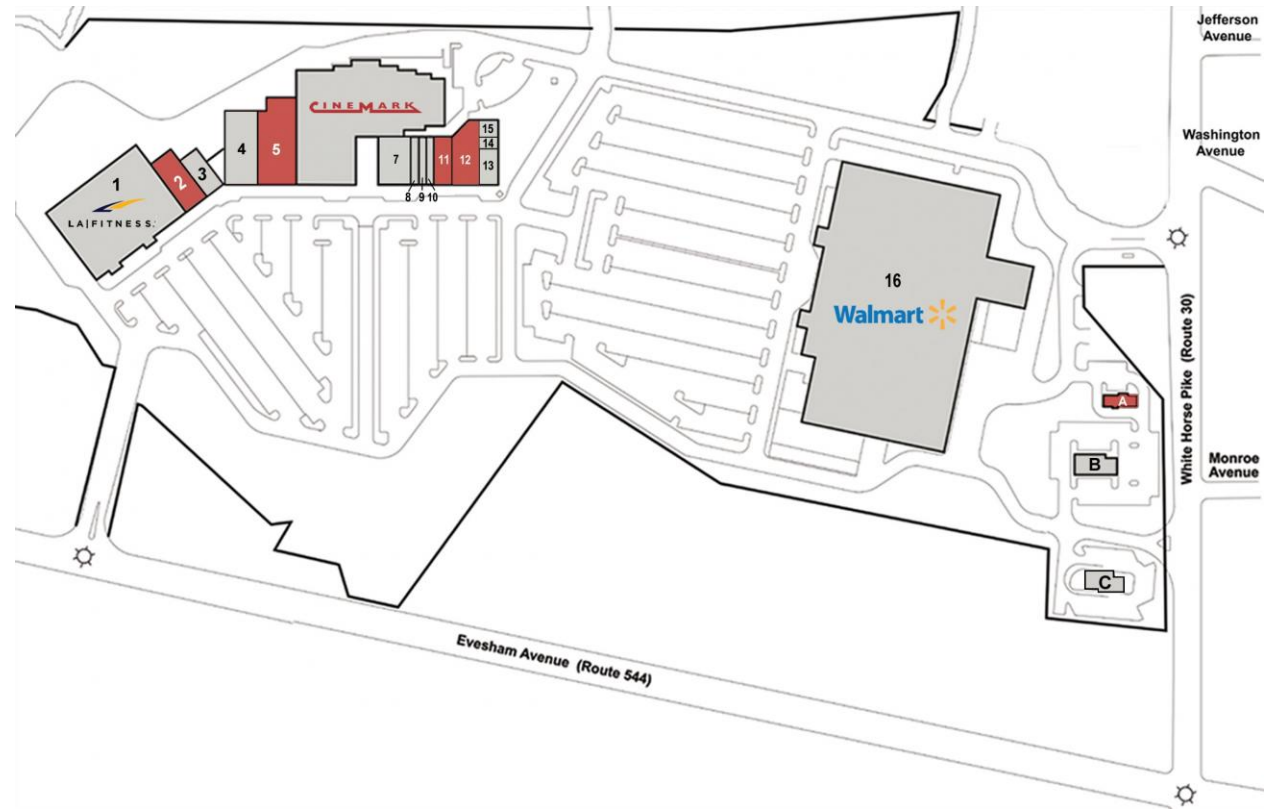 Jefferson
Avenue
Washington
Avenue
CINEMARK
15
14
13
12
11
7
8
9
10
5
4
3
2
1
LA|FITNESS.
16
Walmart
White Horse Pike (Route 30)
A
B
Monroe
Avenue
C
Evesham Avenue (Route 544)